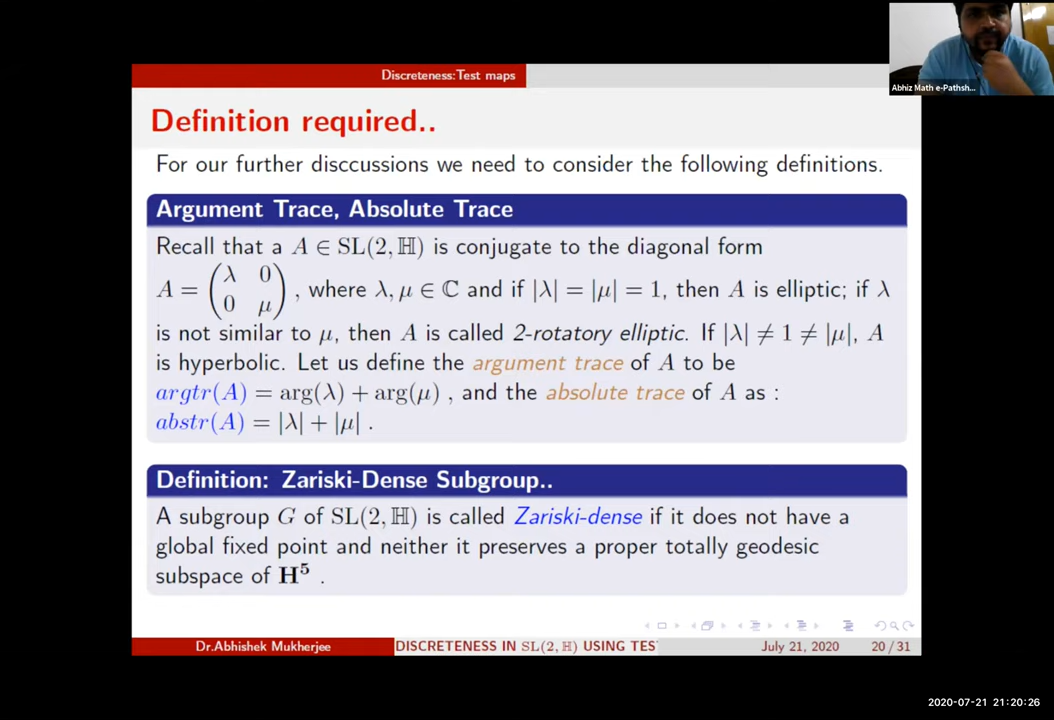 Abhiz Math e-Pathsh...
Discreteness:Test maps
Definition required..
For our further disccussions we need to consider the following definitions.
Argument Trace, Absolute Trace
Recall that a A ∈ SL(2, ℍ) is conjugate to the diagonal form
A = (λ 0
0 μ), where λ, μ ∈ ℂ and if |λ| = |μ| = 1, then A is elliptic; if λ
is not similar to μ, then A is called 2-rotatory elliptic. If |λ| ≠ 1 ≠ |μ|, A
is hyperbolic. Let us define the argument trace of A to be
argtr(A) = arg(λ) + arg(μ) , and the absolute trace of A as :
abstr(A) = |λ| + |μ| .
Definition: Zariski-Dense Subgroup..
A subgroup G of SL(2, ℍ) is called Zariski-dense if it does not have a
global fixed point and neither it preserves a proper totally geodesic
subspace of H⁵ .
Dr.Abhishek Mukherjee DISCRETENESS IN SL(2, ℍ) USING TES July 21, 2020 20 / 31
2020-07-21 21:20:26